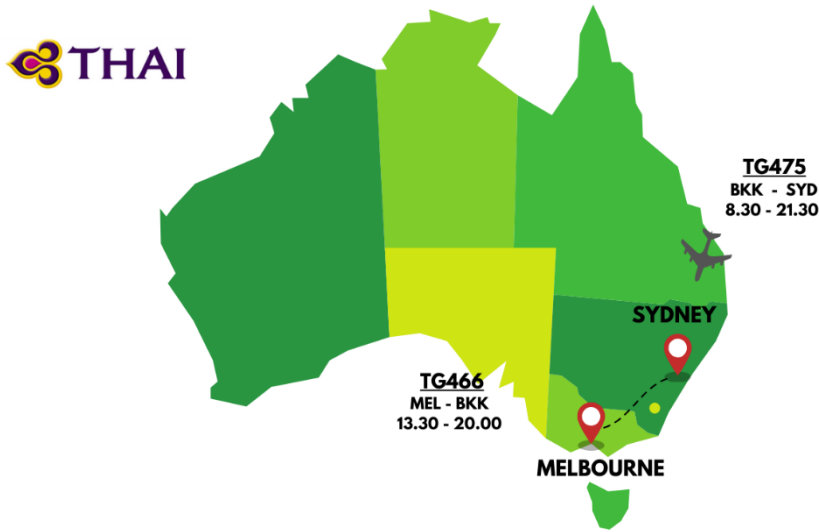 THAI
TG475
BKK - SYD
8.30 - 21.30
SYDNEY
TG466
MEL - BKK
13.30 - 20.00
MELBOURNE